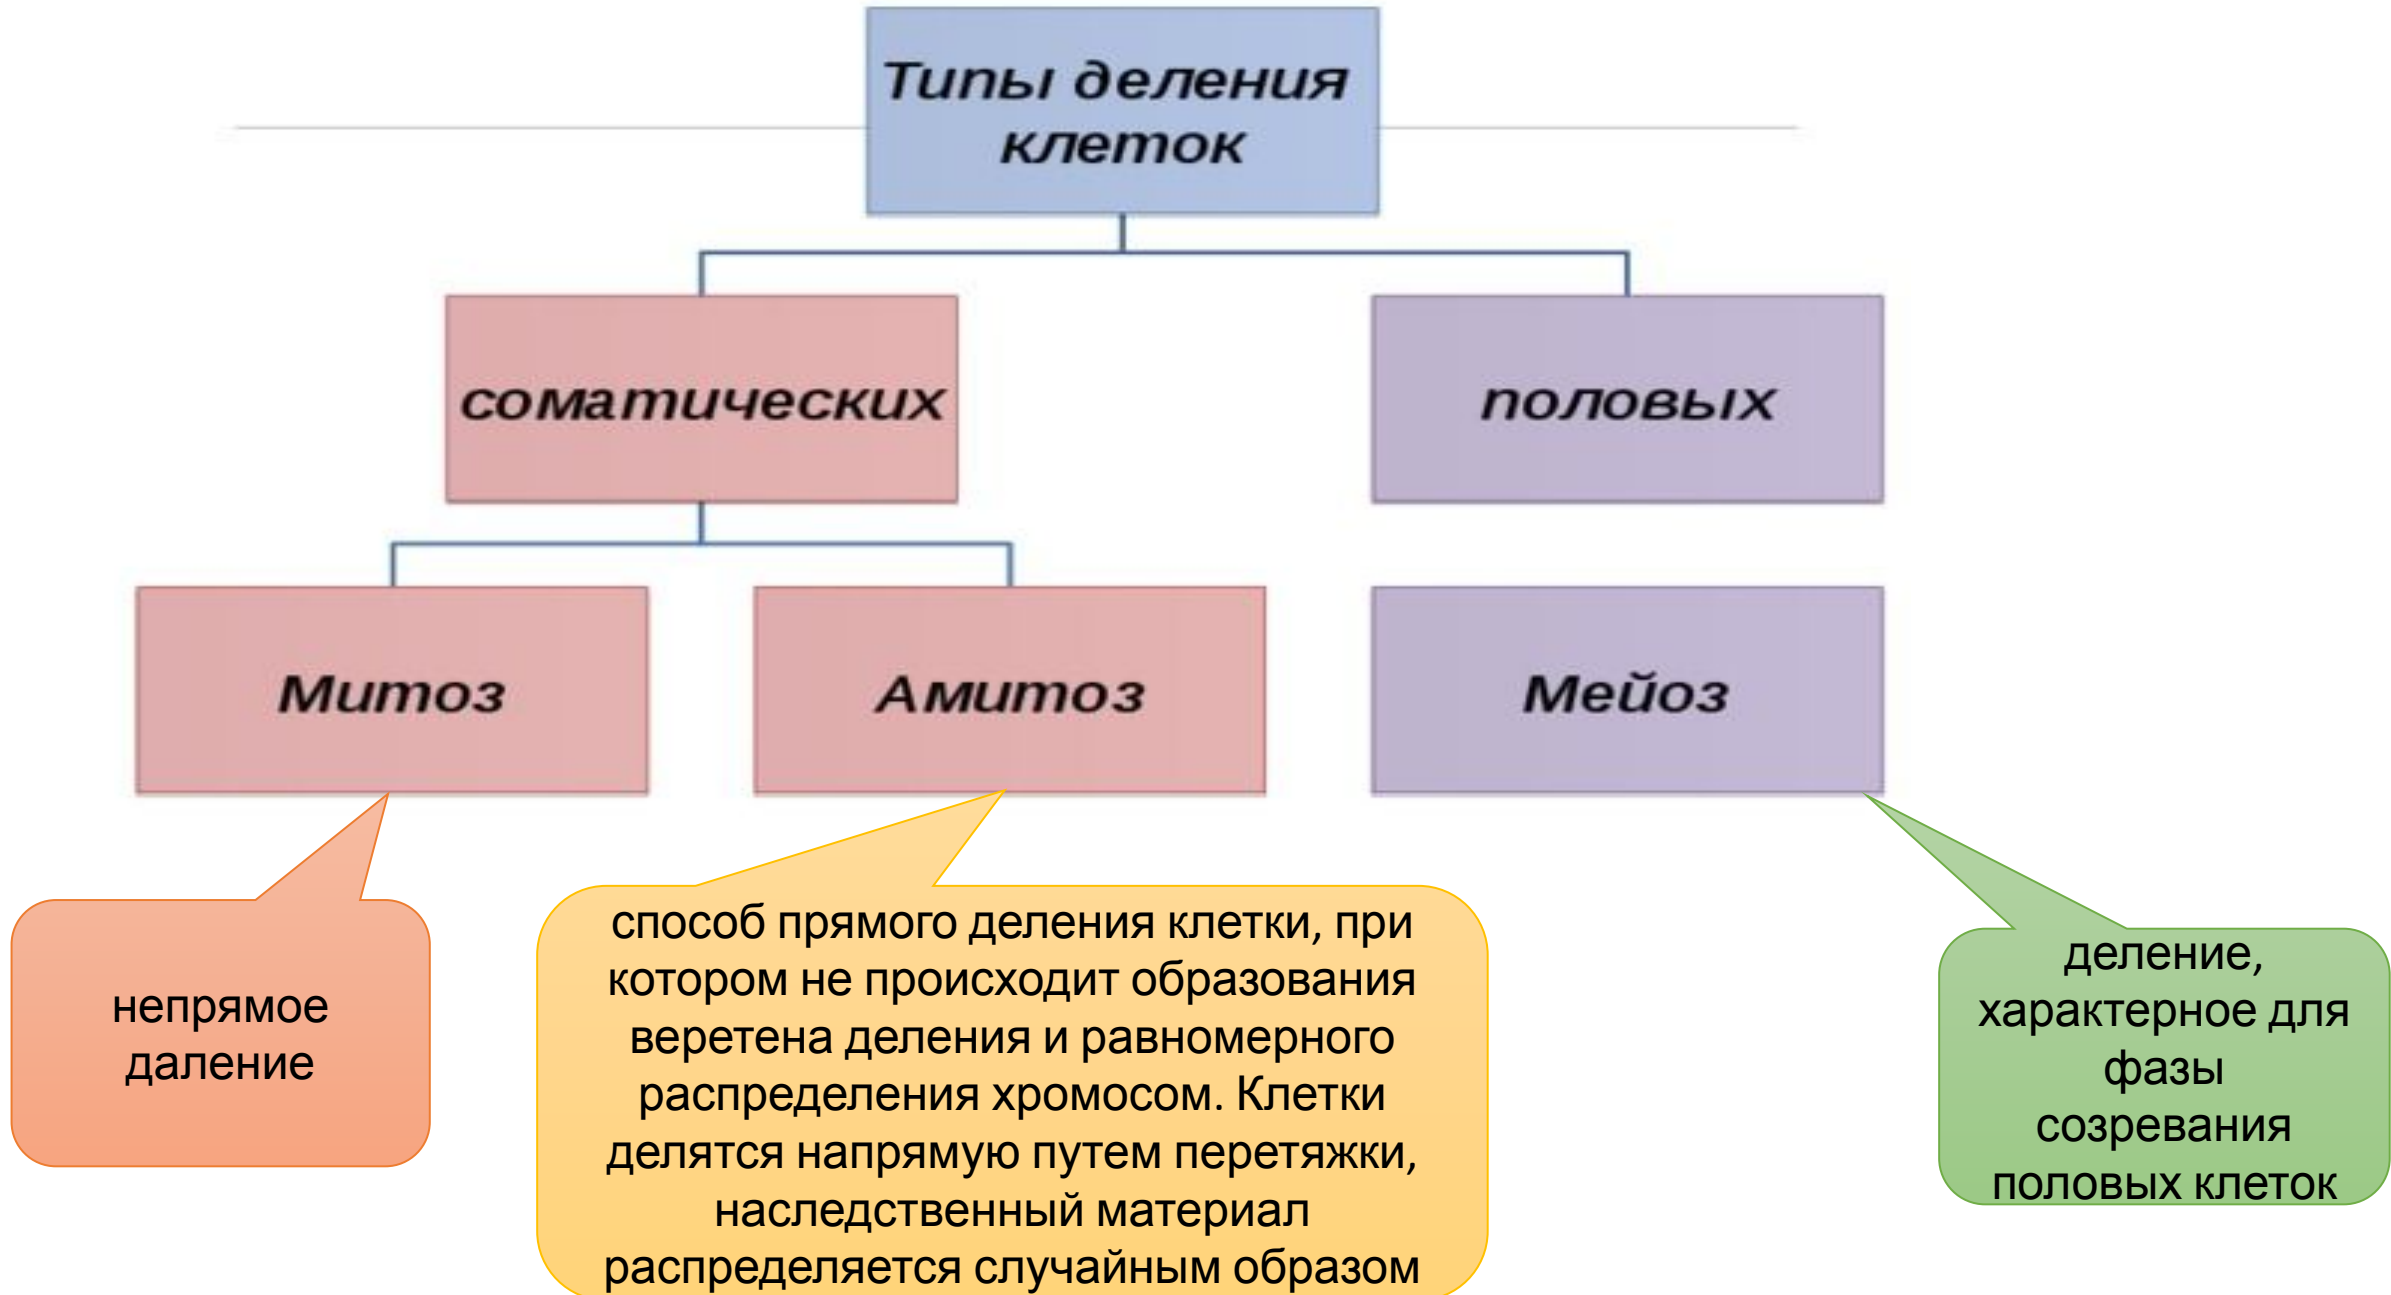 Типы деления
клеток
соматических
половых
Митоз
Амитоз
Мейоз
непрямое
даление
способ прямого деления клетки, при
котором не происходит образования
веретена деления и равномерного
распределения хромосом. Клетки
делятся напрямую путем перетяжки,
наследственный материал
распределяется случайным образом
деление,
характерное для
фазы
созревания
половых клеток